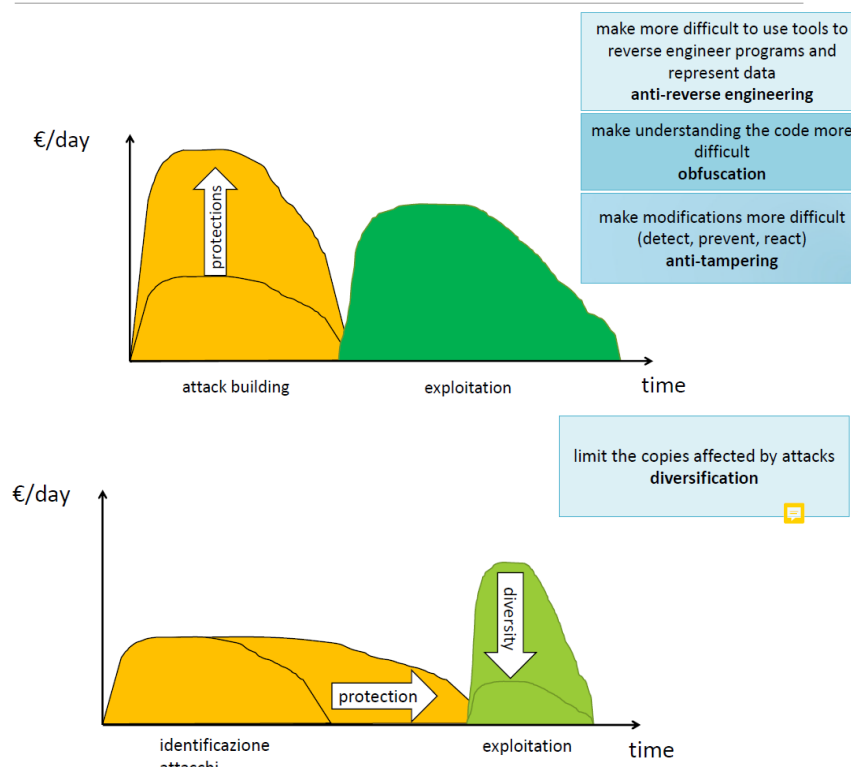 make more difficult to use tools to
reverse engineer programs and
represent data
anti-reverse engineering
make understanding the code more
difficult
obfuscation
make modifications more difficult
(detect, prevent, react)
anti-tampering
€/day
protections
attack building
exploitation
time
limit the copies affected by attacks
diversification
€/day
diversity
protection
identificazione
attacchi
exploitation
time